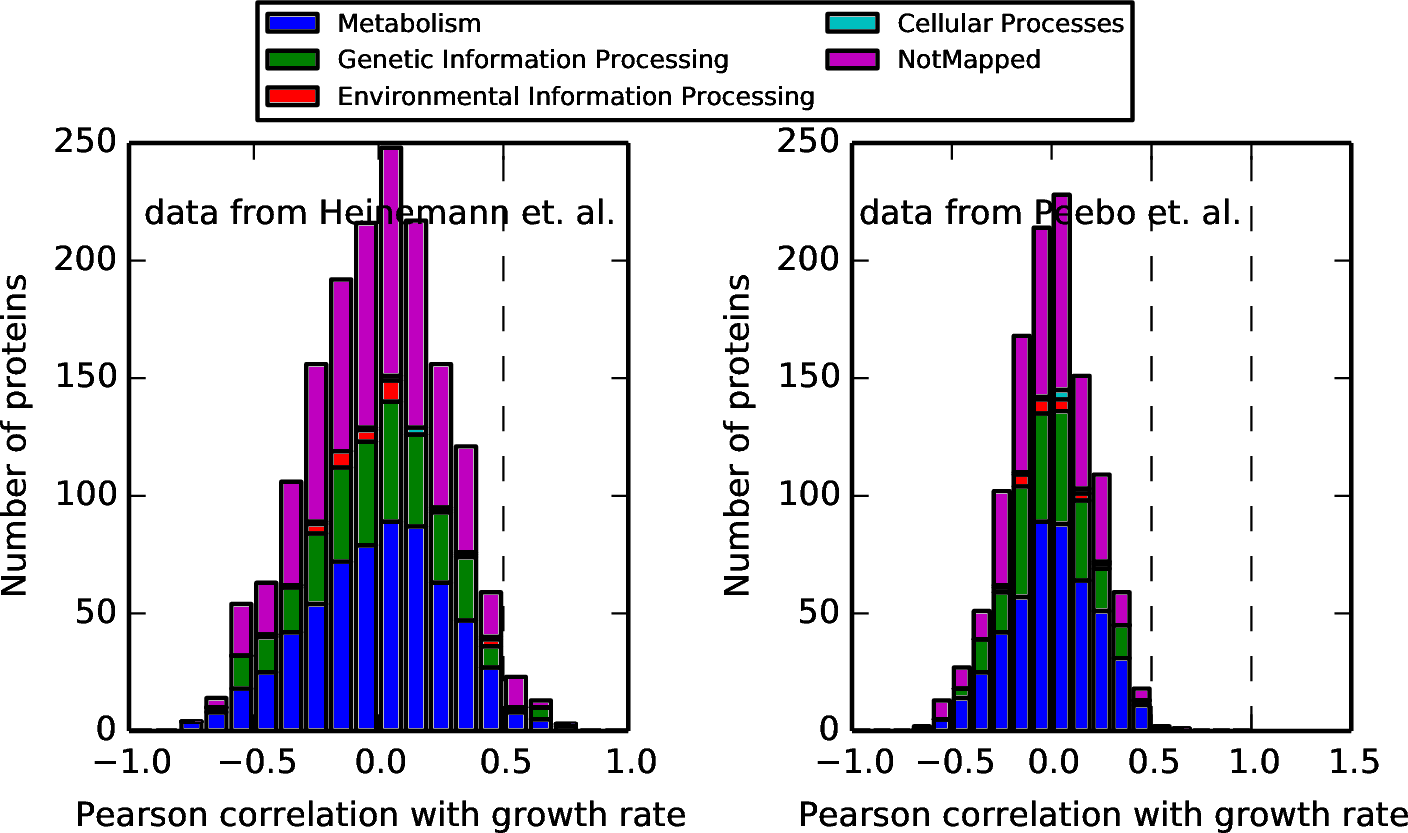 Metabolism
Genetic Information Processing
Environmental Information Processing
Cellular Processes
NotMapped
250
200
150
100
50
0
Number of proteins
data from Heinemann et. al.
−1.0 −0.5 0.0 0.5 1.0
Pearson correlation with growth rate
250
200
150
100
50
0
Number of proteins
data from Peebo et. al.
−1.0 −0.5 0.0 0.5 1.0 1.5
Pearson correlation with growth rate